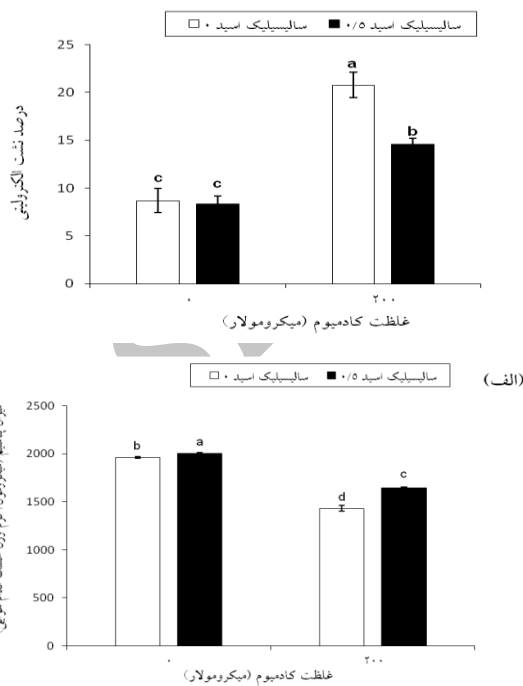 سالیسیلیک اسید ۰ سالیسیلیک اسید ۰/۵
درصد نشت الکترولیتی
25
20
15
10
5
0
c
c
a
b
۰ ۲۰۰
غلظت کادمیوم (میکرومولار)
(الف)
سالیسیلیک اسید ۰ سالیسیلیک اسید ۰/۵
2500
2000
1500
1000
500
0
b
a
d
c
۰ ۲۰۰
غلظت کادمیوم (میکرومولار)